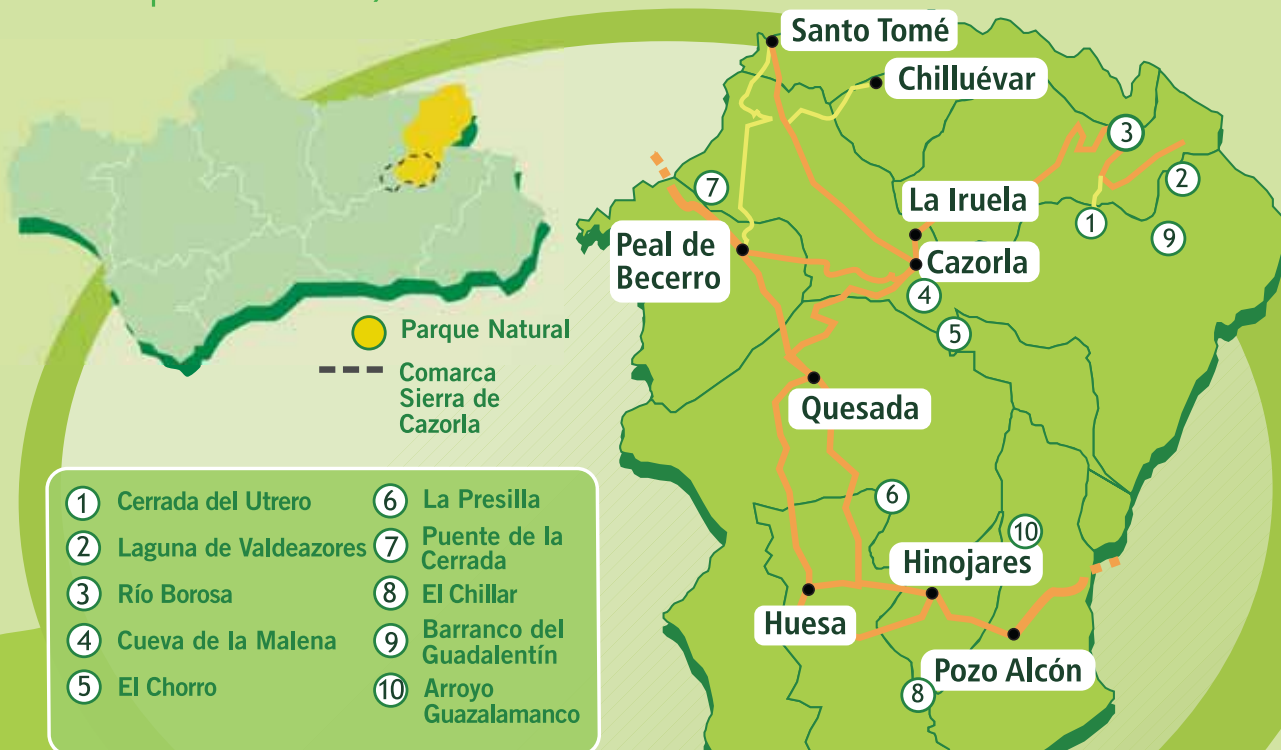 Santo Tomé
Chilluévar
3
7
2
La Iruela
1
9
Peal de
Becerro
Cazorla
4
5
Parque Natural
Comarca
Sierra de
Cazorla
Quesada
6
10
Hinojares
Huesa
Pozo Alcón
8
1 Cerrada del Utrero
2 Laguna de Valdeazores
3 Río Borosa
4 Cueva de la Malena
5 El Chorro
6 La Presilla
7 Puente de la
Cerrada
8 El Chillar
9 Barranco del
Guadalentín
10 Arroyo
Guazalamanco